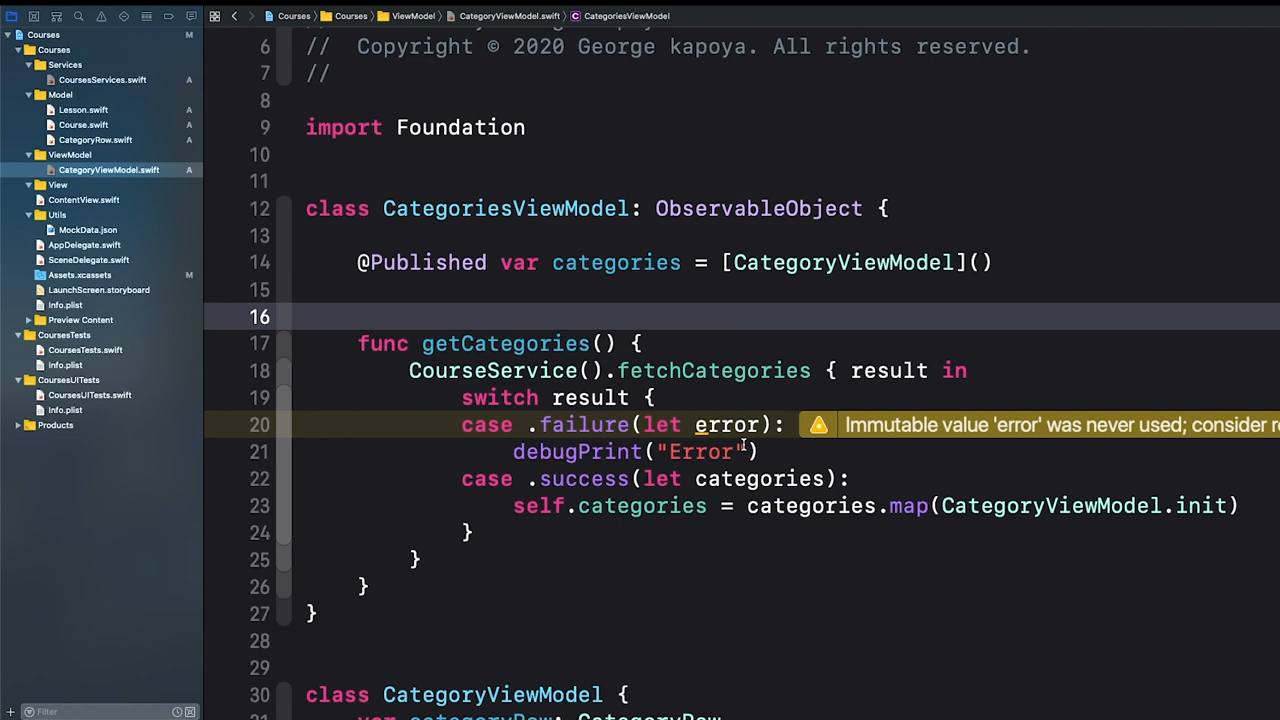 Courses Courses ViewModel CategoryViewModel.swift CategoriesViewModel
Courses M
Courses
Services
CoursesServices.swift A
Model
Lesson.swift A
Course.swift A
CategoryRow.swift A
ViewModel
CategoryViewModel.swift A
View
ContentView.swift
Utils
MockData.json
AppDelegate.swift
SceneDelegate.swift
Assets.xcassets M
LaunchScreen.storyboard
Info.plist
Preview Content
CoursesTests
CoursesTests.swift
Info.plist
CoursesUITests
CoursesUITests.swift
Info.plist
Products
Filter
6 // Copyright © 2020 George kapoya. All rights reserved.
7 //
8
9 import Foundation
10
11
12 class CategoriesViewModel: ObservableObject {
13
14 @Published var categories = [CategoryViewModel]()
15
16
17 func getCategories() {
18 CourseService().fetchCategories { result in
19 switch result {
20 case .failure(let error): Immutable value 'error' was never used; consider
21 debugPrint("Error")
22 case .success(let categories):
23 self.categories = categories.map(CategoryViewModel.init)
24 }
25 }
26 }
27 }
28
29
30 class CategoryViewModel {
var categoryRow: CategoryRow